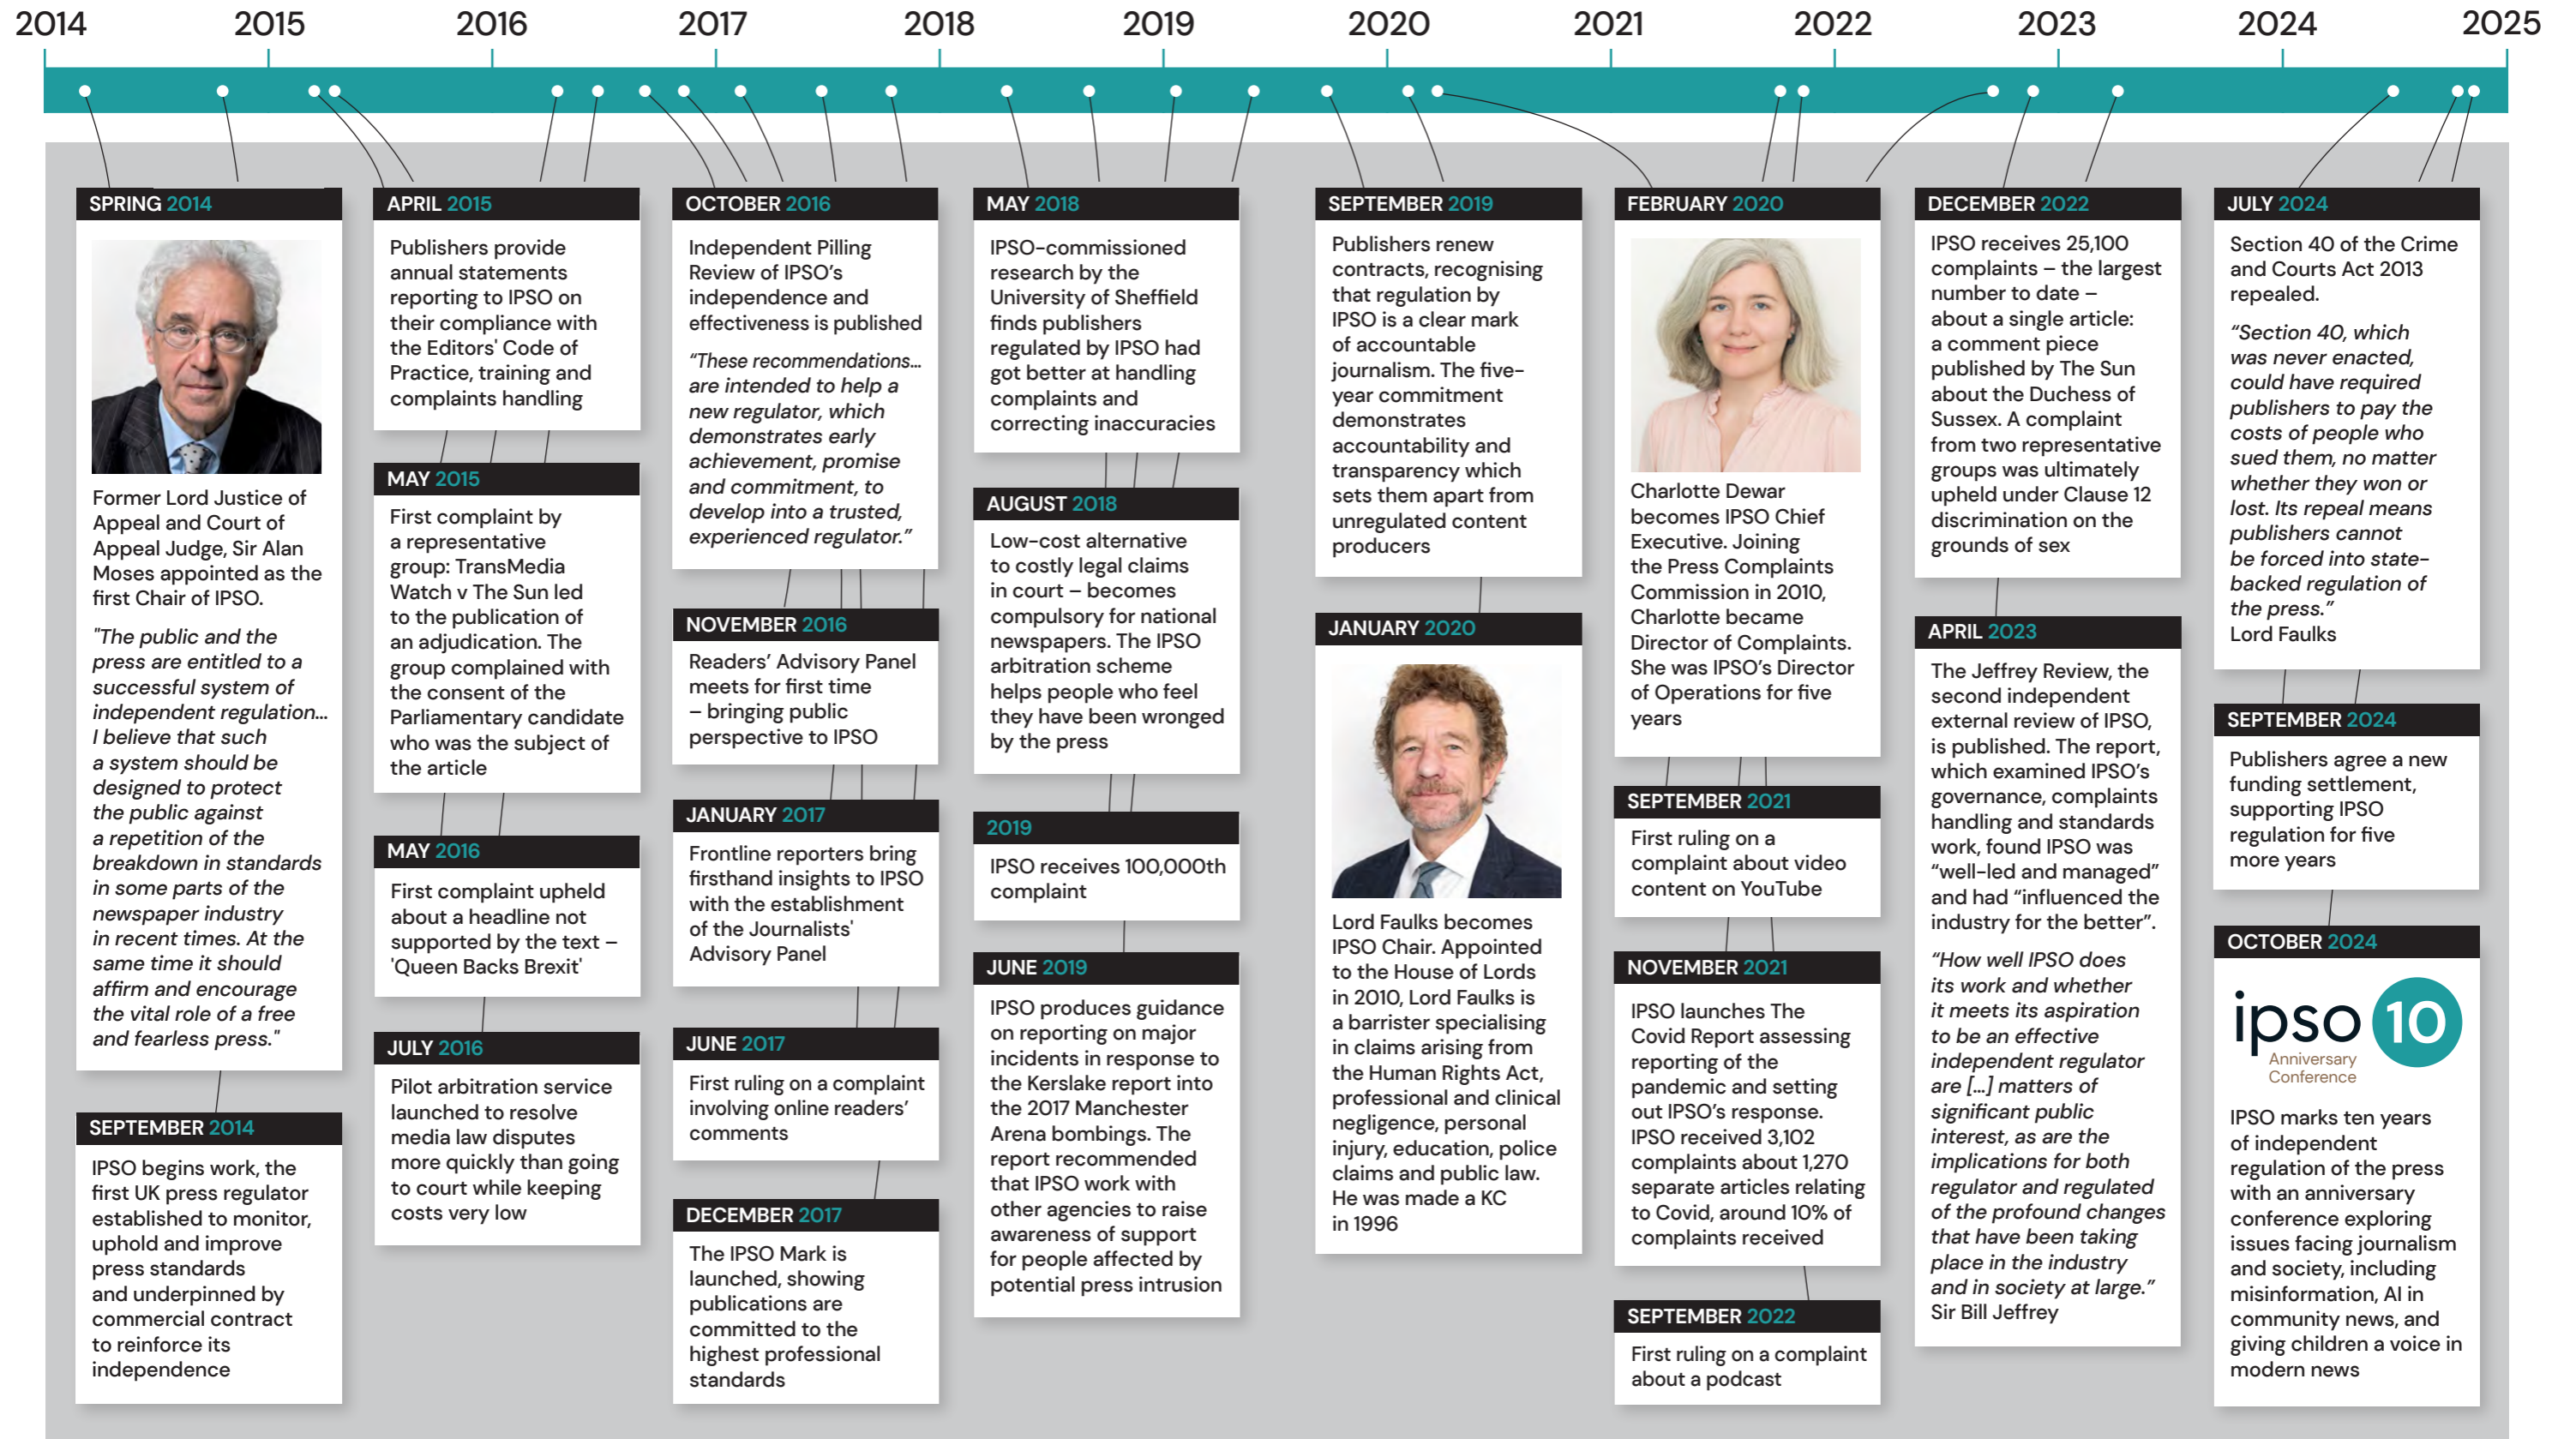 2014
2015
2016
2017
2018
2019
2020
2021
2022
2023
2024
2025
SPRING 2014
Former Lord Justice of
Appeal and Court of
Appeal Judge, Sir Alan
Moses appointed as the
first Chair of IPSO.
"The public and the
press are entitled to a
successful system of
independent regulation…
I believe that such
a system should be
designed to protect
the public against
a repetition of the
breakdown in standards
in some parts of the
newspaper industry
in recent times. At the
same time it should
affirm and encourage
the vital role of a free
and fearless press."
SEPTEMBER 2014
IPSO begins work, the
first UK press regulator
established to monitor,
uphold and improve
press standards
and underpinned by
commercial contract
to reinforce its
independence
APRIL 2015
Publishers provide
annual statements
reporting to IPSO on
their compliance with
the Editors' Code of
Practice, training and
complaints handling
MAY 2015
First complaint by
a representative
group: TransMedia
Watch v The Sun led
to the publication of
an adjudication. The
group complained with
the consent of the
Parliamentary candidate
who was the subject of
the article
MAY 2016
First complaint upheld
about a headline not
supported by the text –
'Queen Backs Brexit'
JULY 2016
Pilot arbitration service
launched to resolve
media law disputes
more quickly than going
to court while keeping
costs very low
OCTOBER 2016
Independent Pilling
Review of IPSO's
independence and
effectiveness is published
“These recommendations…
are intended to help a
new regulator, which
demonstrates early
achievement, promise
and commitment, to
develop into a trusted,
experienced regulator.”
NOVEMBER 2016
Readers’ Advisory Panel
meets for first time
– bringing public
perspective to IPSO
JANUARY 2017
Frontline reporters bring
firsthand insights to IPSO
with the establishment
of the Journalists'
Advisory Panel
JUNE 2017
First ruling on a complaint
involving online readers’
comments
DECEMBER 2017
The IPSO Mark is
launched, showing
publications are
committed to the
highest professional
standards
MAY 2018
IPSO-commissioned
research by the
University of Sheffield
finds publishers
regulated by IPSO had
got better at handling
complaints and
correcting inaccuracies
AUGUST 2018
Low-cost alternative
to costly legal claims
in court – becomes
compulsory for national
newspapers. The IPSO
arbitration scheme
helps people who feel
they have been wronged
by the press
2019
IPSO receives 100,000th
complaint
JUNE 2019
IPSO produces guidance
on reporting on major
incidents in response to
the Kerslake report into
the 2017 Manchester
Arena bombings. The
report recommended
that IPSO work with
other agencies to raise
awareness of support
for people affected by
potential press intrusion
SEPTEMBER 2019
Publishers renew
contracts, recognising
that regulation by
IPSO is a clear mark
of accountable
journalism. The five-
year commitment
demonstrates
accountability and
transparency which
sets them apart from
unregulated content
producers
JANUARY 2020
Lord Faulks becomes
IPSO Chair. Appointed
to the House of Lords
in 2010, Lord Faulks is
a barrister specialising
in claims arising from
the Human Rights Act,
professional and clinical
negligence, personal
injury, education, police
claims and public law.
He was made a KC
in 1996
FEBRUARY 2020
Charlotte Dewar
becomes IPSO Chief
Executive. Joining
the Press Complaints
Commission in 2010,
Charlotte became
Director of Complaints.
She was IPSO’s Director
of Operations for five
years
SEPTEMBER 2021
First ruling on a
complaint about video
content on YouTube
NOVEMBER 2021
IPSO launches The
Covid Report assessing
reporting of the
pandemic and setting
out IPSO’s response.
IPSO received 3,102
complaints about 1,270
separate articles relating
to Covid, around 10% of
complaints received
SEPTEMBER 2022
First ruling on a complaint
about a podcast
DECEMBER 2022
IPSO receives 25,100
complaints – the largest
number to date –
about a single article:
a comment piece
published by The Sun
about the Duchess of
Sussex. A complaint
from two representative
groups was ultimately
upheld under Clause 12
discrimination on the
grounds of sex
APRIL 2023
The Jeffrey Review, the
second independent
external review of IPSO,
is published. The report,
which examined IPSO’s
governance, complaints
handling and standards
work, found IPSO was
“well-led and managed”
and had “influenced the
industry for the better”.
“How well IPSO does
its work and whether
it meets its aspiration
to be an effective
independent regulator
are […] matters of
significant public
interest, as are the
implications for both
regulator and regulated
of the profound changes
that have been taking
place in the industry
and in society at large.”
Sir Bill Jeffrey
JULY 2024
Section 40 of the Crime
and Courts Act 2013
repealed.
“Section 40, which
was never enacted,
could have required
publishers to pay the
costs of people who
sued them, no matter
whether they won or
lost. Its repeal means
publishers cannot
be forced into state-
backed regulation of
the press.”
Lord Faulks
SEPTEMBER 2024
Publishers agree a new
funding settlement,
supporting IPSO
regulation for five
more years
OCTOBER 2024
ipso 10
Anniversary
Conference
IPSO marks ten years
of independent
regulation of the press
with an anniversary
conference exploring
issues facing journalism
and society, including
misinformation, AI in
community news, and
giving children a voice in
modern news